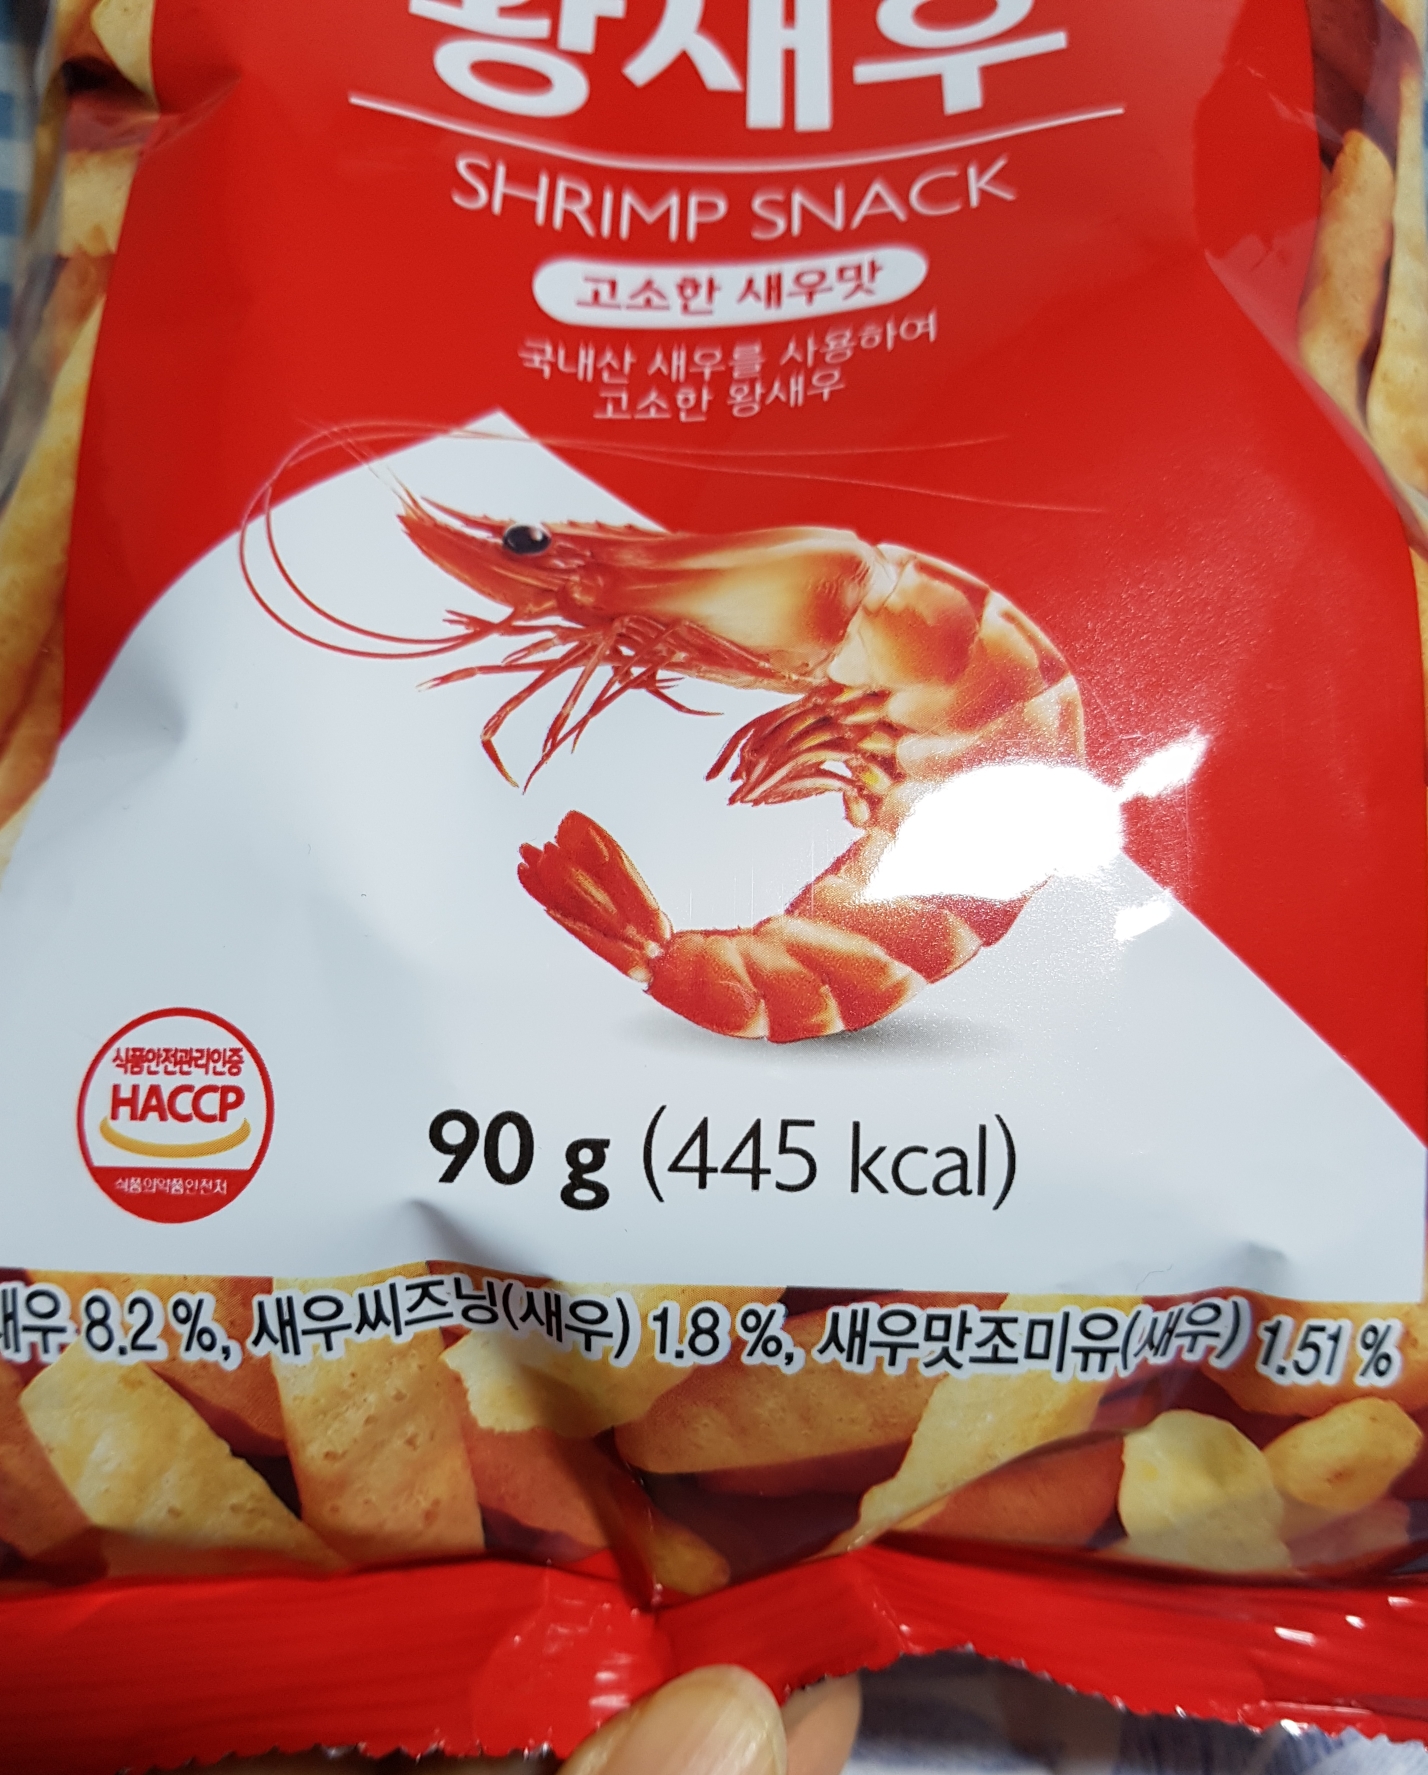 왕새우
SHRIMP SNACK
고소한 새우맛
국내산 새우를 사용하여
고소한 왕새우
식품안전관리인증
HACCP
식품의약품안전처
90 g (445 kcal)
새우 8.2 %, 새우씨즈닝(새우) 1.8 %, 새우맛조미유(새우) 1.51 %